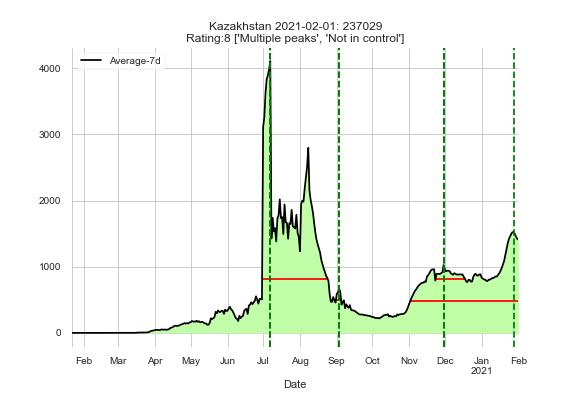 Kazakhstan 2021-02-01: 237029
Rating:8 ['Multiple peaks', 'Not in control']
Average-7d
4000
3000
2000
1000
0
Feb Mar Apr May Jun Jul Aug Sep Oct Nov Dec Jan Feb
2021
Date